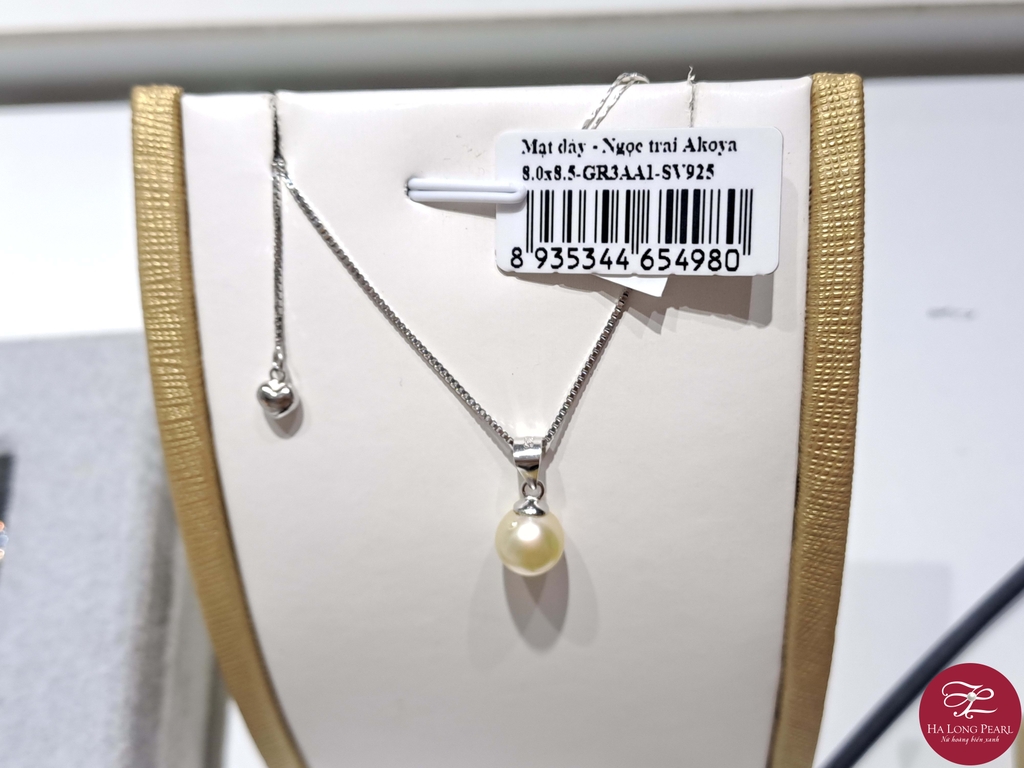 Mặt dây - Ngọc trai Akoya
8.0x8.5-GR3AA1-SV925
8 935344 654980
HA LONG PEARL
Nữ hoàng biển xanh